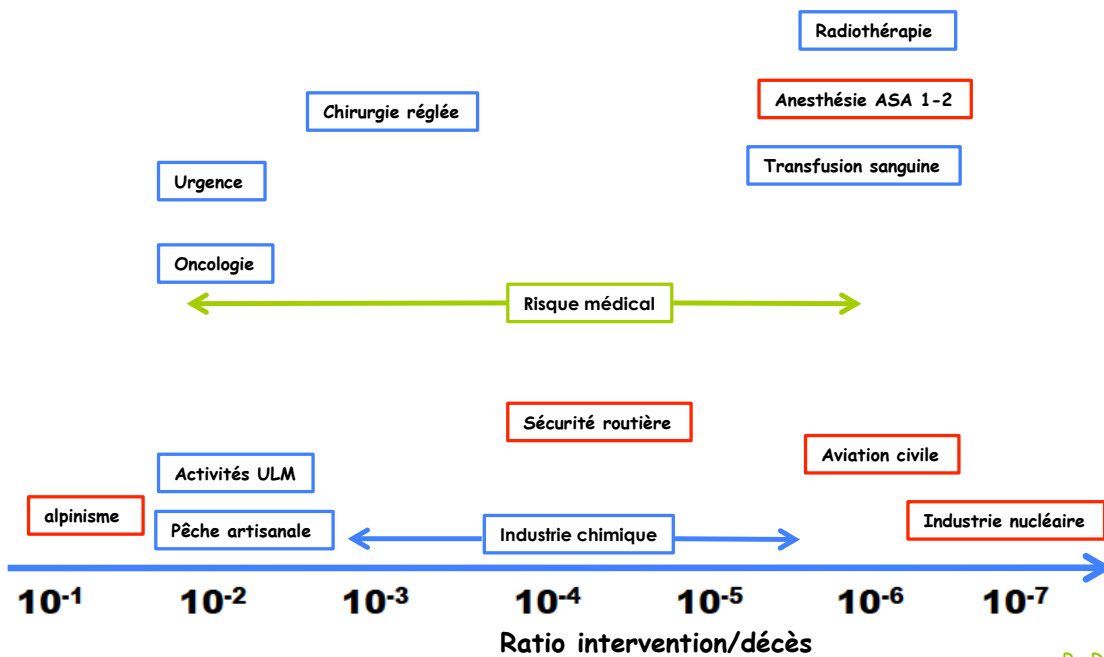 Radiothérapie
Anesthésie ASA 1-2
Chirurgie réglée
Transfusion sanguine
Urgence
Oncologie
Risque médical
Sécurité routière
Aviation civile
Activités ULM
alpinisme
Pêche artisanale
Industrie chimique
Industrie nucléaire
10⁻¹ 10⁻² 10⁻³ 10⁻⁴ 10⁻⁵ 10⁻⁶ 10⁻⁷
Ratio intervention/décès